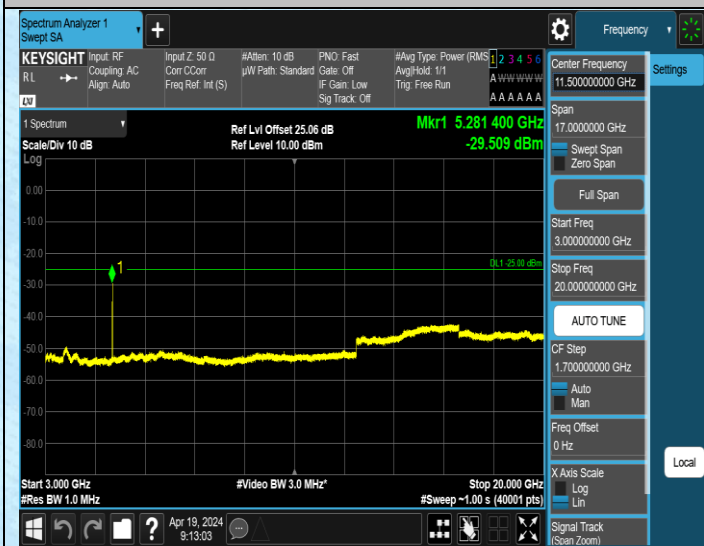 Spectrum Analyzer 1
Swept SA
+
Frequency
KEYSIGHT
RL
LXI
Input: RF
Coupling: AC
Align: Auto
Input Z: 50 Ω
Corr CCorr
Freq Ref: Int (S)
#Atten: 10 dB
µW Path: Standard
PNO: Fast
Gate: Off
IF Gain: Low
Sig Track: Off
#Avg Type: Power (RMS
Avg|Hold: 1/1
Trig: Free Run
1 2 3 4 5 6
A W W W W W
A A A A A A
1 Spectrum
Scale/Div 10 dB
Log
Ref Lvl Offset 25.06 dB
Ref Level 10.00 dBm
Mkr1 5.281 400 GHz
-29.509 dBm
0.00
-10.0
-20.0
-30.0
-40.0
-50.0
-60.0
-70.0
-80.0
1
DL1 -25.00 dBm
Start 3.000 GHz
#Res BW 1.0 MHz
#Video BW 3.0 MHz*
Stop 20.000 GHz
#Sweep ~1.00 s (40001 pts)
Center Frequency
11.500000000 GHz
Settings
Span
17.0000000 GHz
Swept Span
Zero Span
Full Span
Start Freq
3.000000000 GHz
Stop Freq
20.000000000 GHz
AUTO TUNE
CF Step
1.700000000 GHz
Auto
Man
Freq Offset
0 Hz
Local
X Axis Scale
Log
Lin
Signal Track
(Span Zoom)
?
Apr 19, 2024
9:13:03